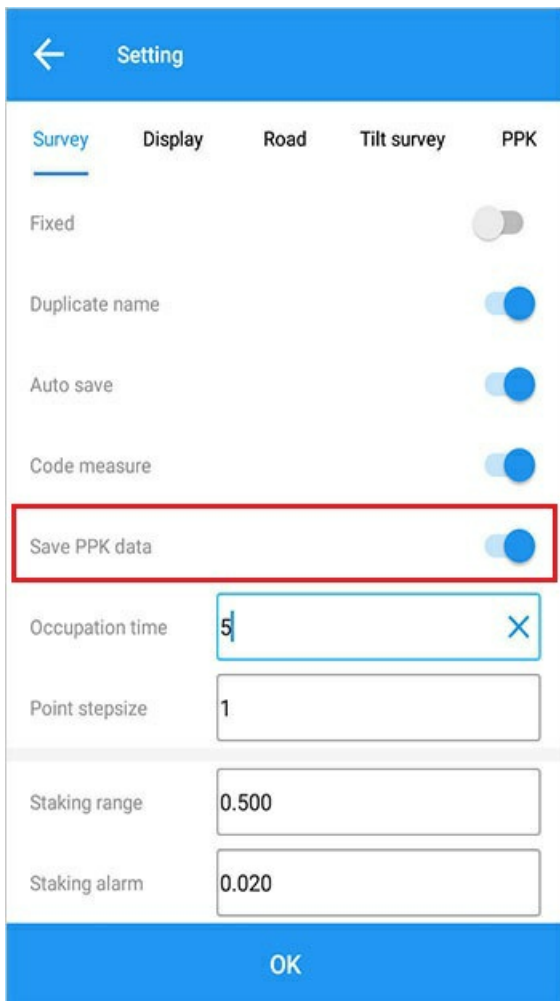 Setting
Survey Display Road Tilt survey PPK
Fixed
Duplicate name
Auto save
Code measure
Save PPK data
Occupation time 5
Point stepsize 1
Staking range 0.500
Staking alarm 0.020
OK